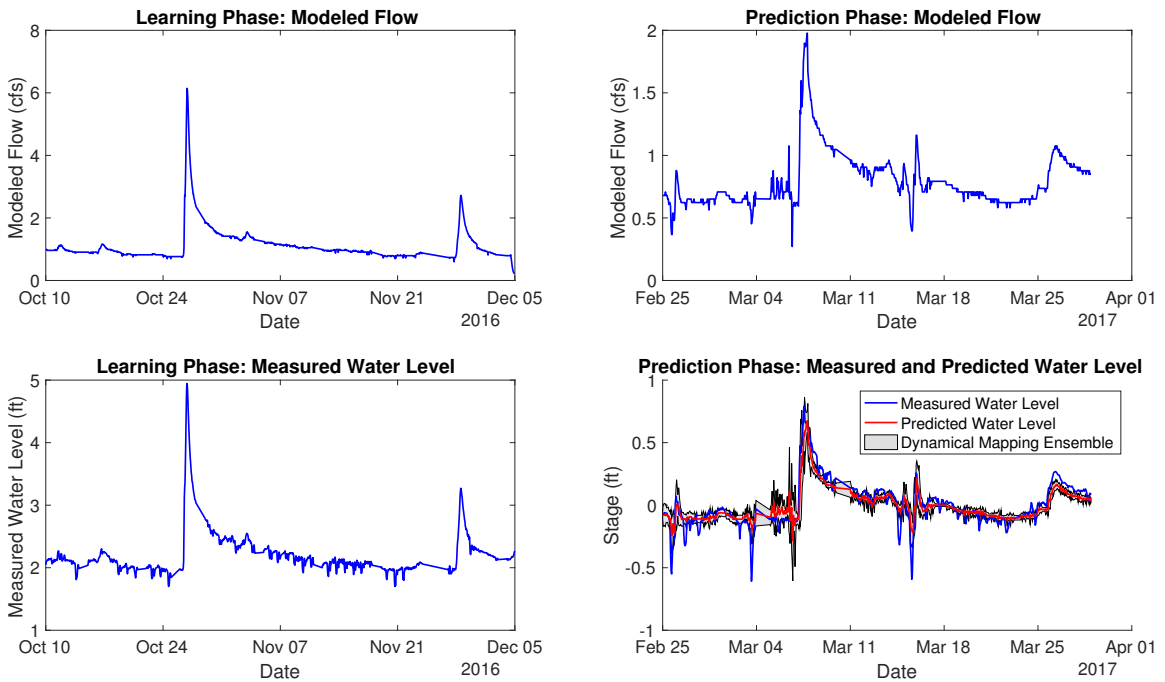 Learning Phase: Modeled Flow
8
6
4
2
0
Modeled Flow (cfs)
Oct 10 Oct 24 Nov 07 Nov 21 Dec 05
Date
2016
Prediction Phase: Modeled Flow
2
1.5
1
0.5
0
Modeled Flow (cfs)
Feb 25 Mar 04 Mar 11 Mar 18 Mar 25 Apr 01
Date
2017
Learning Phase: Measured Water Level
5
4
3
2
1
Measured Water Level (ft)
Oct 10 Oct 24 Nov 07 Nov 21 Dec 05
Date
2016
Prediction Phase: Measured and Predicted Water Level
1
0.5
0
-0.5
-1
Stage (ft)
Measured Water Level
Predicted Water Level
Dynamical Mapping Ensemble
Feb 25 Mar 04 Mar 11 Mar 18 Mar 25 Apr 01
Date
2017